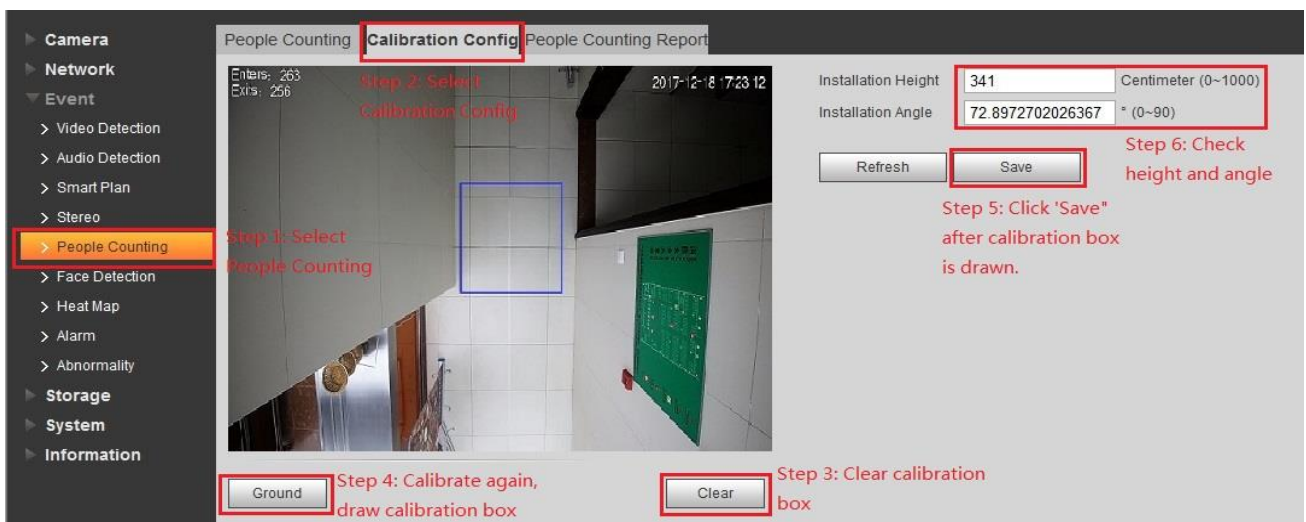 Camera
Network
Event
> Video Detection
> Audio Detection
> Smart Plan
> Stereo
> People Counting
> Face Detection
> Heat Map
> Alarm
> Abnormality
Storage
System
Information
People Counting Calibration Config People Counting Report
Enters: 263
Exits: 256
2017-12-18 17:23:12
Step 2: Select
Calibration Config
Step 1: Select
People Counting
Installation Height 341 Centimeter (0~1000)
Installation Angle 72.8972702026367 ° (0~90)
Refresh Save
Step 6: Check
height and angle
Step 5: Click 'Save"
after calibration box
is drawn.
Ground
Step 4: Calibrate again,
draw calibration box
Clear
Step 3: Clear calibration
box